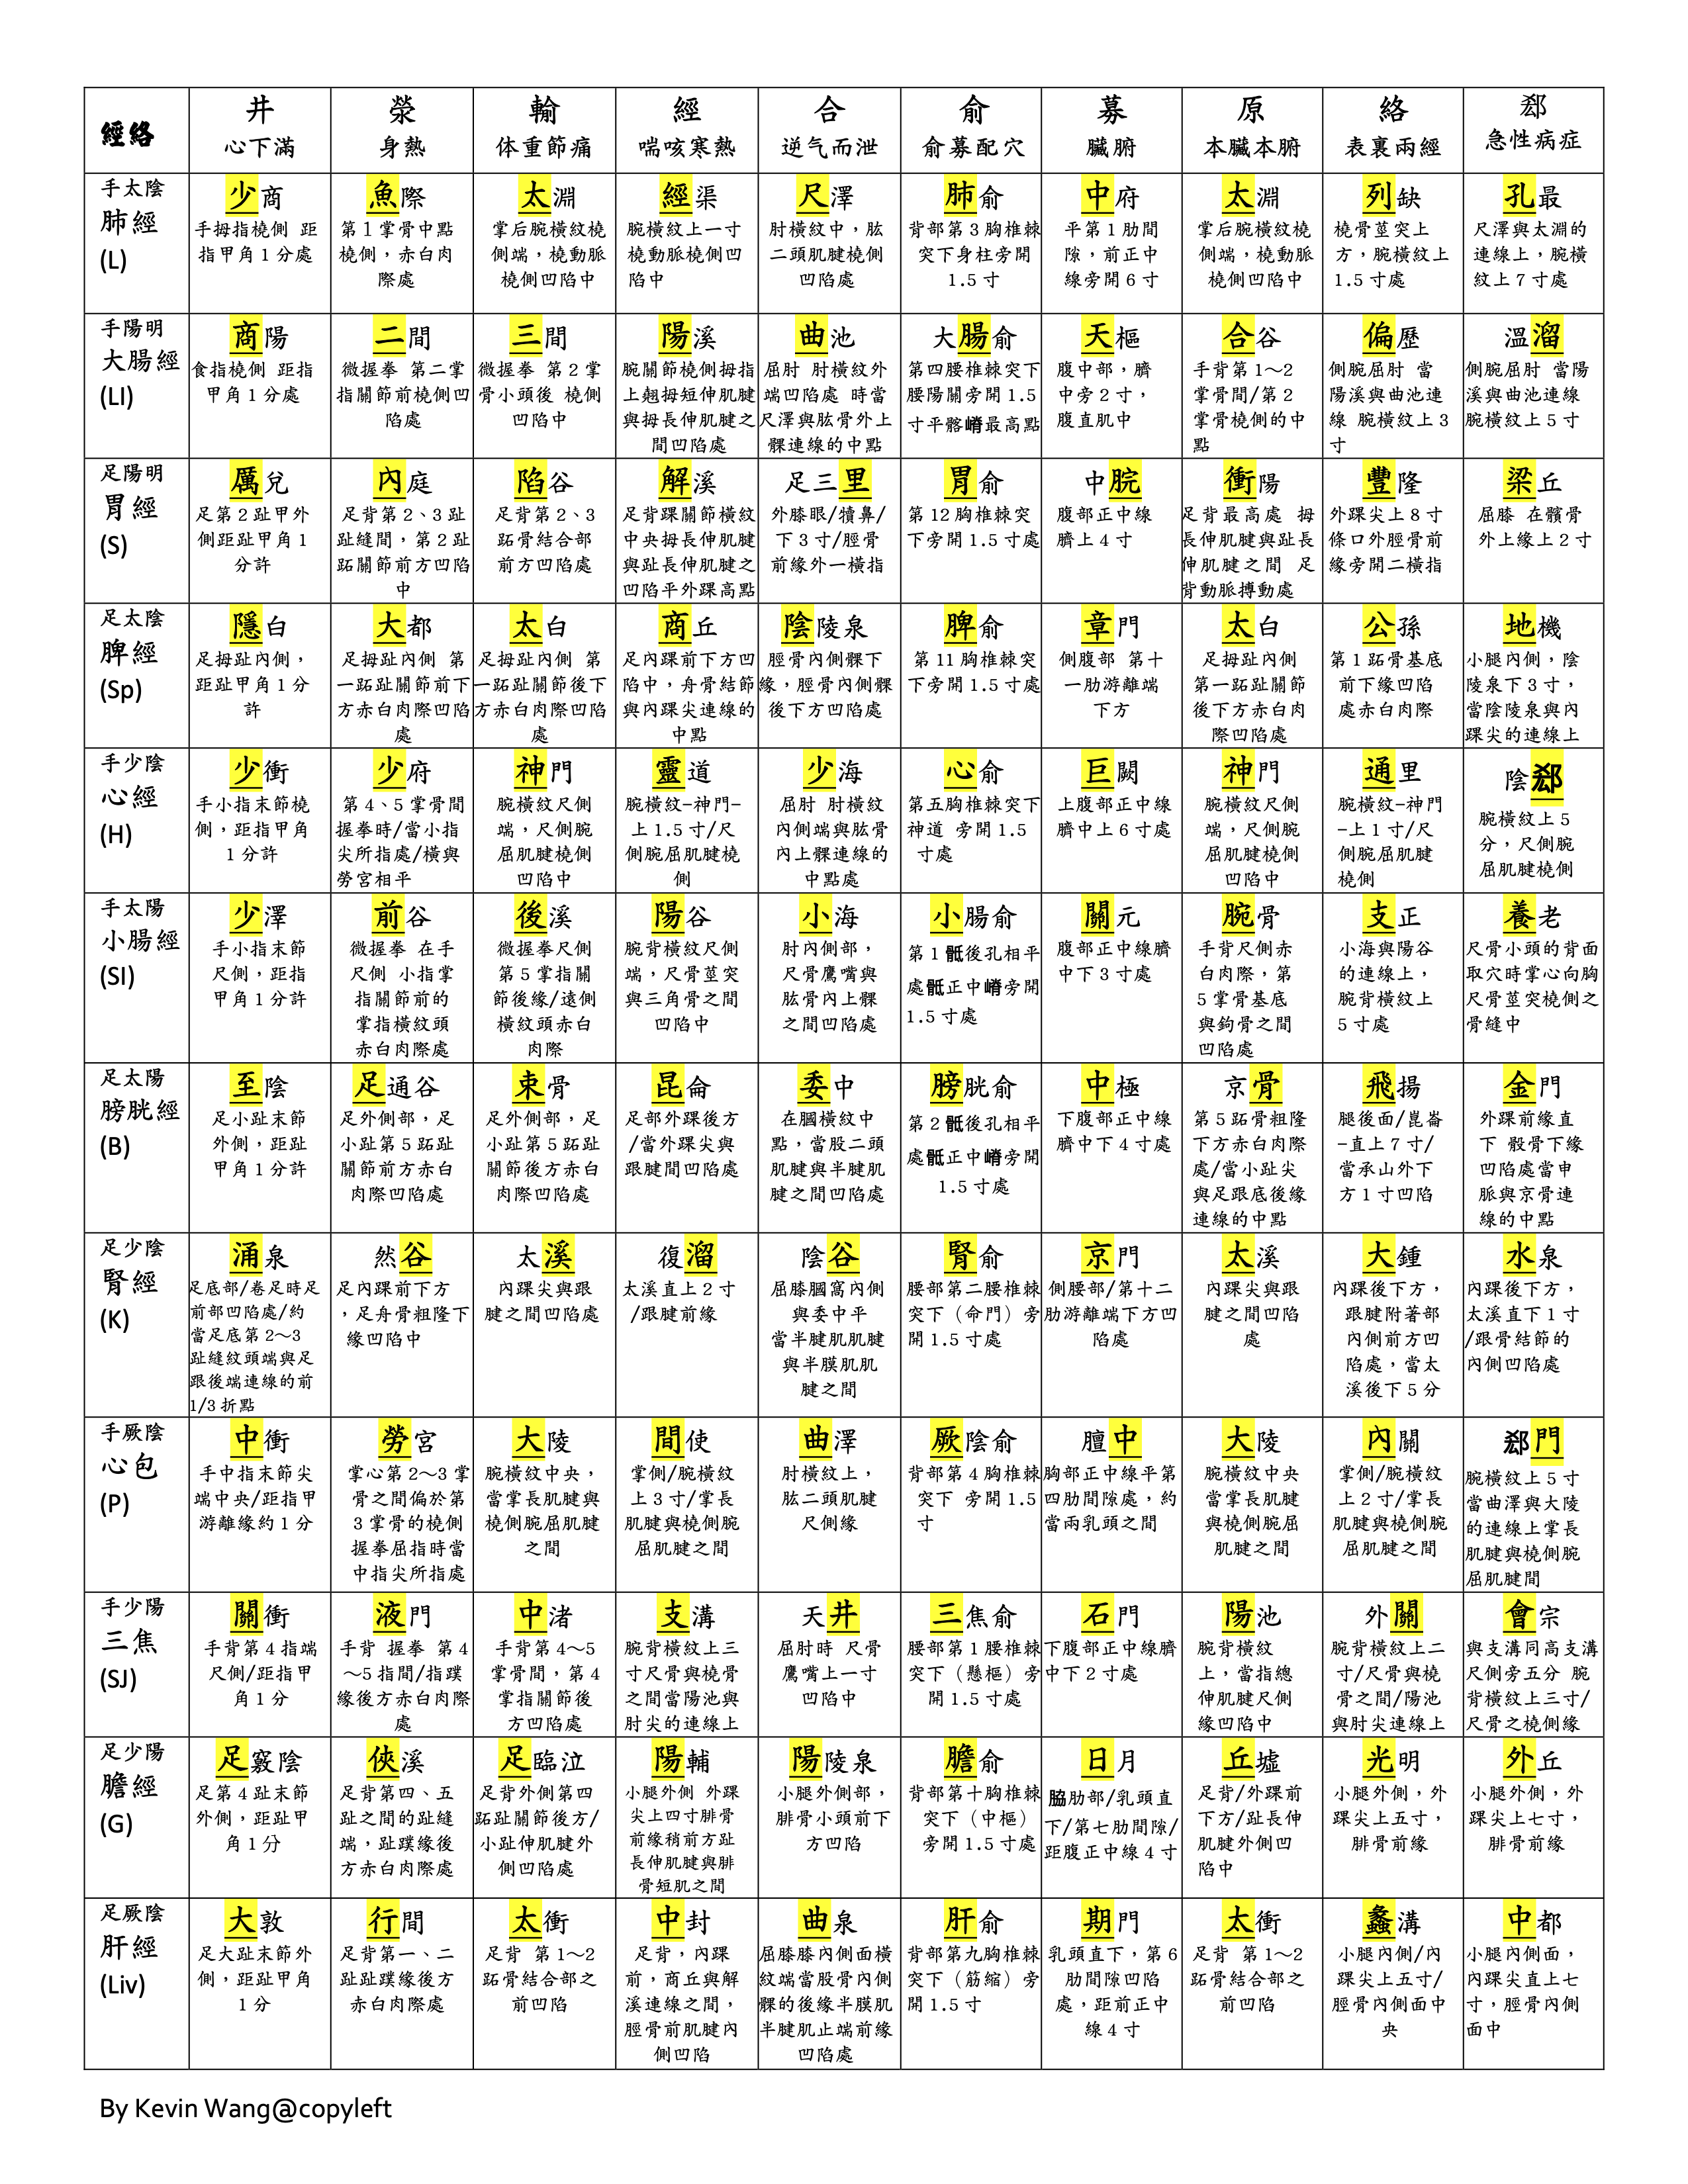 經絡
井
心下滿
滎
身熱
輸
体重節痛
經
喘咳寒熱
合
逆气而泄
俞
俞募配穴
募
臟腑
原
本臟本腑
絡
表裏兩經
郄
急性病症
手太陰
肺經
(L)
少商
手拇指橈側 距
指甲角1分處
魚際
第1掌骨中點
橈側，赤白肉
際處
太淵
掌后腕橫紋橈
側端，橈動脈
橈側凹陷中
經渠
腕橫紋上一寸
橈動脈橈側凹
陷中
尺澤
肘橫紋中，肱
二頭肌腱橈側
凹陷處
肺俞
背部第3胸椎棘
突下身柱旁開
1.5寸
中府
平第1肋間
隙，前正中
線旁開6寸
太淵
掌后腕橫紋橈
側端，橈動脈
橈側凹陷中
列缺
橈骨莖突上
方，腕橫紋上
1.5寸處
孔最
尺澤與太淵的
連線上，腕橫
紋上7寸處
手陽明
大腸經
(LI)
商陽
食指橈側 距指
甲角1分處
二間
微握拳 第二掌
指關節前橈側凹
陷處
三間
微握拳 第2掌
骨小頭後 橈側
凹陷中
陽溪
腕關節橈側拇指
上翹拇短伸肌腱
與拇長伸肌腱之
間凹陷處
曲池
屈肘 肘橫紋外
端凹陷處 時當
尺澤與肱骨外上
髁連線的中點
大腸俞
第四腰椎棘突下
腰陽關旁開1.5
寸平髂嵴最高點
天樞
腹中部，臍
中旁2寸，
腹直肌中
合谷
手背第1～2
掌骨間/第2
掌骨橈側的中
點
偏歷
側腕屈肘 當
陽溪與曲池連
線 腕橫紋上3
寸
溫溜
側腕屈肘 當陽
溪與曲池連線
腕橫紋上5寸
足陽明
胃經
(S)
厲兌
足第2趾甲外
側距趾甲角1
分許
內庭
足背第2、3趾
趾縫間，第2趾
跖關節前方凹陷
中
陷谷
足背第2、3
跖骨結合部
前方凹陷處
解溪
足背踝關節橫紋
中央拇長伸肌腱
與趾長伸肌腱之
凹陷平外踝高點
足三里
外膝眼/犢鼻/
下3寸/脛骨
前緣外一橫指
胃俞
第12胸椎棘突
下旁開1.5寸處
中脘
腹部正中線
臍上4寸
衝陽
足背最高處 拇
長伸肌腱與趾長
伸肌腱之間 足
背動脈搏動處
豐隆
外踝尖上8寸
條口外脛骨前
緣旁開二橫指
梁丘
屈膝 在髕骨
外上緣上2寸
足太陰
脾經
(Sp)
隱白
足拇趾內側，
距趾甲角1分
許
大都
足拇趾內側 第
一跖趾關節前下
方赤白肉際凹陷
處
太白
足拇趾內側 第
一跖趾關節後下
方赤白肉際凹陷
處
商丘
足內踝前下方凹
陷中，舟骨結節
與內踝尖連線的
中點
陰陵泉
脛骨內側髁下
緣，脛骨內側髁
後下方凹陷處
脾俞
第11胸椎棘突
下旁開1.5寸處
章門
側腹部 第十
一肋游離端
下方
太白
足拇趾內側
第一跖趾關節
後下方赤白肉
際凹陷處
公孫
第1跖骨基底
前下緣凹陷
處赤白肉際
地機
小腿內側，陰
陵泉下3寸，
當陰陵泉與內
踝尖的連線上
手少陰
心經
(H)
少衝
手小指末節橈
側，距指甲角
1分許
少府
第4、5掌骨間
握拳時/當小指
尖所指處/橫與
勞宮相平
神門
腕橫紋尺側
端，尺側腕
屈肌腱橈側
凹陷中
靈道
腕橫紋-神門-
上1.5寸/尺
側腕屈肌腱橈
側
少海
屈肘 肘橫紋
內側端與肱骨
內上髁連線的
中點處
心俞
第五胸椎棘突下
神道 旁開1.5
寸處
巨闕
上腹部正中線
臍中上6寸處
神門
腕橫紋尺側
端，尺側腕
屈肌腱橈側
凹陷中
通里
腕橫紋-神門
-上1寸/尺
側腕屈肌腱
橈側
陰郄
腕橫紋上5
分，尺側腕
屈肌腱橈側
手太陽
小腸經
(SI)
少澤
手小指末節
尺側，距指
甲角1分許
前谷
微握拳 在手
尺側 小指掌
指關節前的
掌指橫紋頭
赤白肉際處
後溪
微握拳尺側
第5掌指關
節後緣/遠側
橫紋頭赤白
肉際
陽谷
腕背橫紋尺側
端，尺骨莖突
與三角骨之間
凹陷中
小海
肘內側部，
尺骨鷹嘴與
肱骨內上髁
之間凹陷處
小腸俞
第1骶後孔相平
處骶正中嵴旁開
1.5寸處
關元
腹部正中線臍
中下3寸處
腕骨
手背尺側赤
白肉際，第
5掌骨基底
與鉤骨之間
凹陷處
支正
小海與陽谷
的連線上，
腕背橫紋上
5寸處
養老
尺骨小頭的背面
取穴時掌心向胸
尺骨莖突橈側之
骨縫中
足太陽
膀胱經
(B)
至陰
足小趾末節
外側，距趾
甲角1分許
足通谷
足外側部，足
小趾第5跖趾
關節前方赤白
肉際凹陷處
束骨
足外側部，足
小趾第5跖趾
關節後方赤白
肉際凹陷處
昆侖
足部外踝後方
/當外踝尖與
跟腱間凹陷處
委中
在膕橫紋中
點，當股二頭
肌腱與半腱肌
腱之間凹陷處
膀胱俞
第2骶後孔相平
處骶正中嵴旁開
1.5寸處
中極
下腹部正中線
臍中下4寸處
京骨
第5跖骨粗隆
下方赤白肉際
處/當小趾尖
與足跟底後緣
連線的中點
飛揚
腿後面/崑崙
-直上7寸/
當承山外下
方1寸凹陷
金門
外踝前緣直
下 骰骨下緣
凹陷處當申
脈與京骨連
線的中點
足少陰
腎經
(K)
涌泉
足底部/卷足時足
前部凹陷處/約
當足底第2～3
趾縫紋頭端與足
跟後端連線的前
1/3折點
然谷
足內踝前下方
，足舟骨粗隆下
緣凹陷中
太溪
內踝尖與跟
腱之間凹陷處
復溜
太溪直上2寸
/跟腱前緣
陰谷
屈膝膕窩內側
與委中平
當半腱肌肌腱
與半膜肌肌
腱之間
腎俞
腰部第二腰椎棘
突下（命門）旁
開1.5寸處
京門
側腰部/第十二
肋游離端下方凹
陷處
太溪
內踝尖與跟
腱之間凹陷
處
大鍾
內踝後下方，
跟腱附著部
內側前方凹
陷處，當太
溪後下5分
水泉
內踝後下方，
太溪直下1寸
/跟骨結節的
內側凹陷處
手厥陰
心包
(P)
中衝
手中指末節尖
端中央/距指甲
游離緣約1分
勞宮
掌心第2～3掌
骨之間偏於第
3掌骨的橈側
握拳屈指時當
中指尖所指處
大陵
腕橫紋中央，
當掌長肌腱與
橈側腕屈肌腱
之間
間使
掌側/腕橫紋
上3寸/掌長
肌腱與橈側腕
屈肌腱之間
曲澤
肘橫紋上，
肱二頭肌腱
尺側緣
厥陰俞
背部第4胸椎棘
突下 旁開1.5
寸
膻中
胸部正中線平第
四肋間隙處，約
當兩乳頭之間
大陵
腕橫紋中央
當掌長肌腱
與橈側腕屈
肌腱之間
內關
掌側/腕橫紋
上2寸/掌長
肌腱與橈側腕
屈肌腱之間
郄門
腕橫紋上5寸
當曲澤與大陵
的連線上掌長
肌腱與橈側腕
屈肌腱間
手少陽
三焦
(SJ)
關衝
手背第4指端
尺側/距指甲
角1分
液門
手背 握拳 第4
～5指間/指蹼
緣後方赤白肉際
處
中渚
手背第4～5
掌骨間，第4
掌指關節後
方凹陷處
支溝
腕背橫紋上三
寸尺骨與橈骨
之間當陽池與
肘尖的連線上
天井
屈肘時 尺骨
鷹嘴上一寸
凹陷中
三焦俞
腰部第1腰椎棘
突下（懸樞）旁
開1.5寸處
石門
下腹部正中線臍
中下2寸處
陽池
腕背橫紋
上，當指總
伸肌腱尺側
緣凹陷中
外關
腕背橫紋上二
寸/尺骨與橈
骨之間/陽池
與肘尖連線上
會宗
與支溝同高支溝
尺側旁五分 腕
背橫紋上三寸/
尺骨之橈側緣
足少陽
膽經
(G)
足竅陰
足第4趾末節
外側，距趾甲
角1分
俠溪
足背第四、五
趾之間的趾縫
端，趾蹼緣後
方赤白肉際處
足臨泣
足背外側第四
跖趾關節後方/
小趾伸肌腱外
側凹陷處
陽輔
小腿外側 外踝
尖上四寸腓骨
前緣稍前方趾
長伸肌腱與腓
骨短肌之間
陽陵泉
小腿外側部，
腓骨小頭前下
方凹陷
膽俞
背部第十胸椎棘
突下（中樞）
旁開1.5寸處
日月
脇肋部/乳頭直
下/第七肋間隙/
距腹正中線4寸
丘墟
足背/外踝前
下方/趾長伸
肌腱外側凹
陷中
光明
小腿外側，外
踝尖上五寸，
腓骨前緣
外丘
小腿外側，外
踝尖上七寸，
腓骨前緣
足厥陰
肝經
(Liv)
大敦
足大趾末節外
側，距趾甲角
1分
行間
足背第一、二
趾趾蹼緣後方
赤白肉際處
太衝
足背 第1～2
跖骨結合部之
前凹陷
中封
足背，內踝
前，商丘與解
溪連線之間，
脛骨前肌腱內
側凹陷
曲泉
屈膝膝內側面橫
紋端當股骨內側
髁的後緣半膜肌
半腱肌止端前緣
凹陷處
肝俞
背部第九胸椎棘
突下（筋縮）旁
開1.5寸
期門
乳頭直下，第6
肋間隙凹陷
處，距前正中
線4寸
太衝
足背 第1～2
跖骨結合部之
前凹陷
蠡溝
小腿內側/內
踝尖上五寸/
脛骨內側面中
央
中都
小腿內側面，
內踝尖直上七
寸，脛骨內側
面中
By Kevin Wang@copyleft